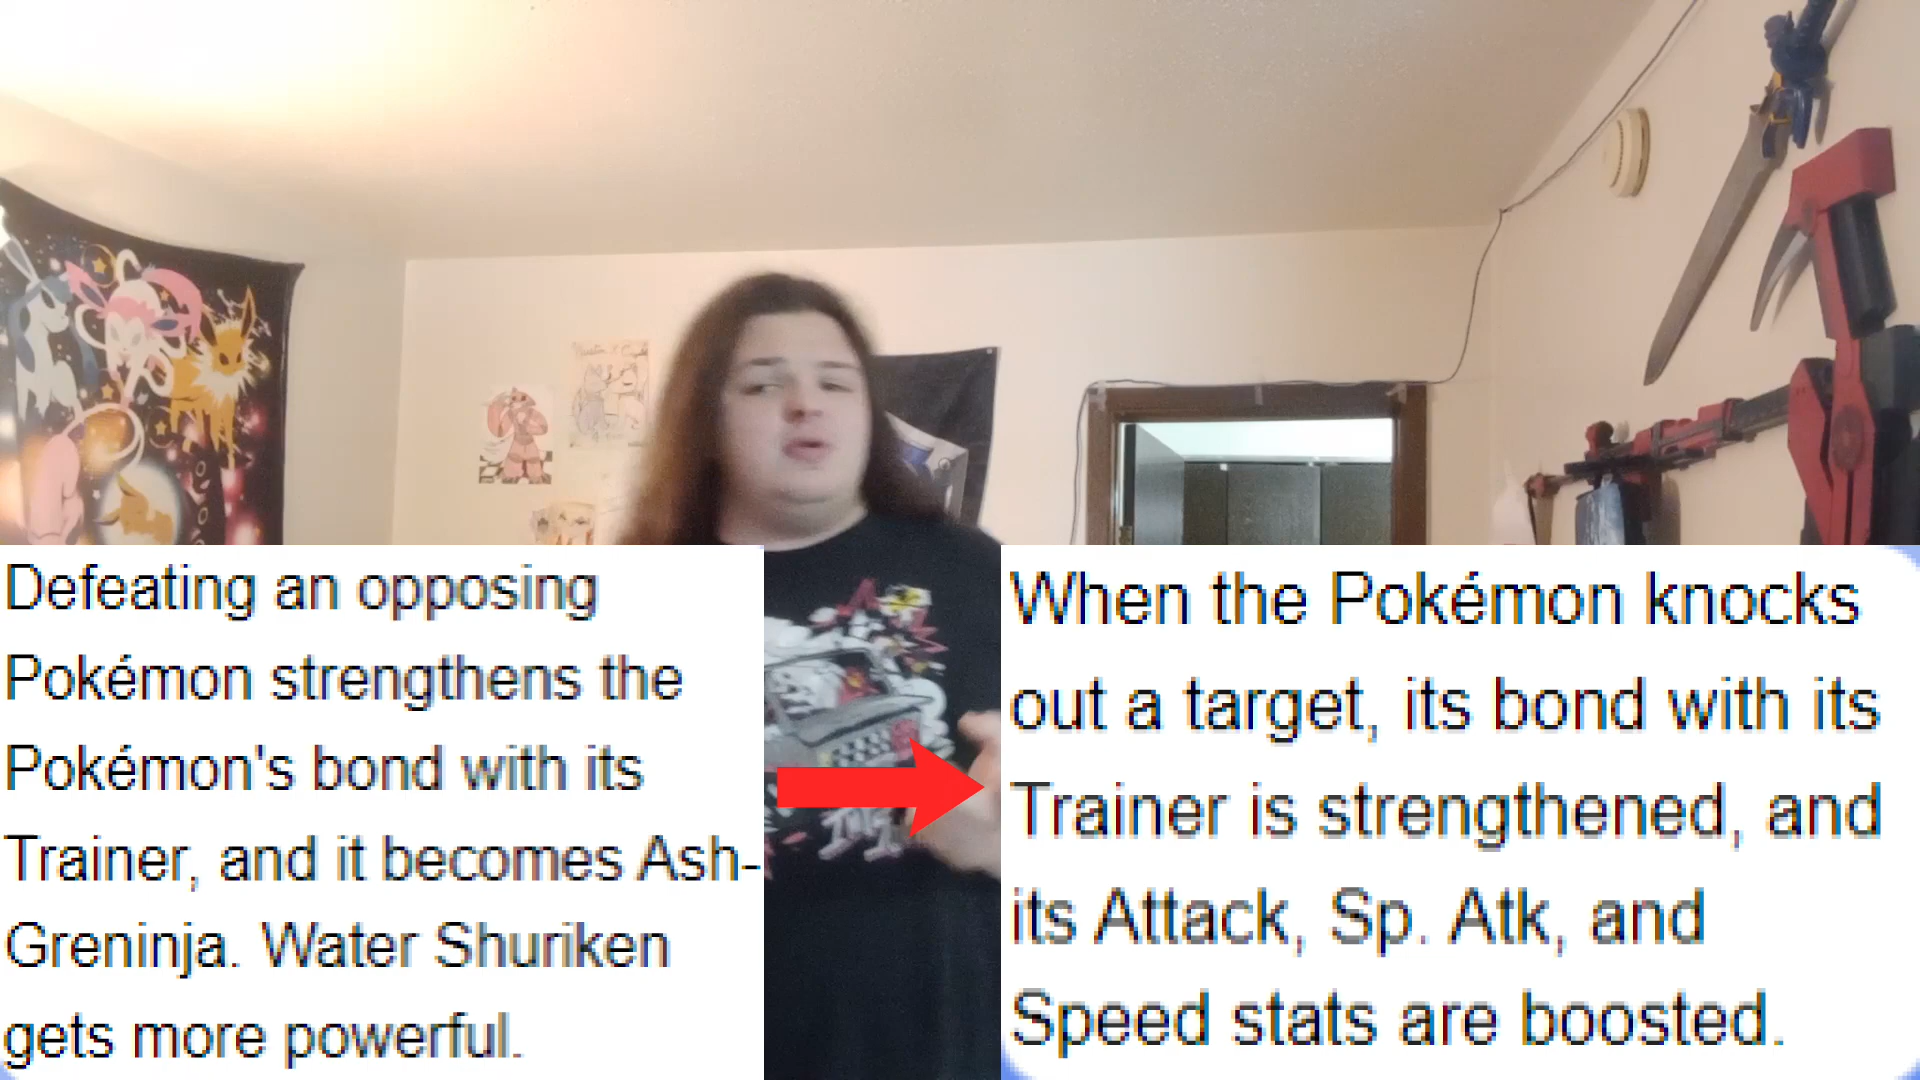 Defeating an opposing
Pokémon strengthens the
Pokémon's bond with its
Trainer, and it becomes Ash-
Greninja. Water Shuriken
gets more powerful.
When the Pokémon knocks
out a target, its bond with its
Trainer is strengthened, and
its Attack, Sp. Atk, and
Speed stats are boosted.